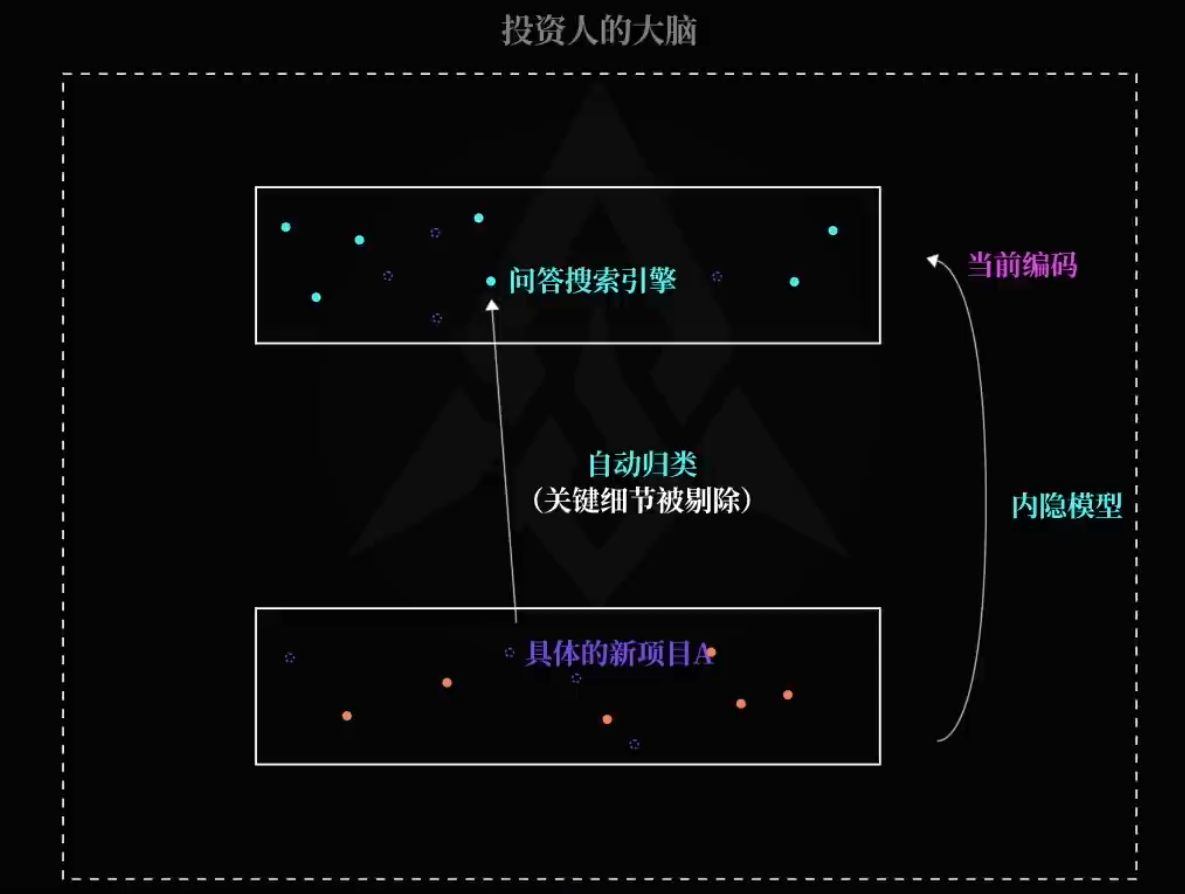 投资人的大脑
问答搜索引擎
当前编码
自动归类
（关键细节被剔除）
内隐模型
具体的新项目A